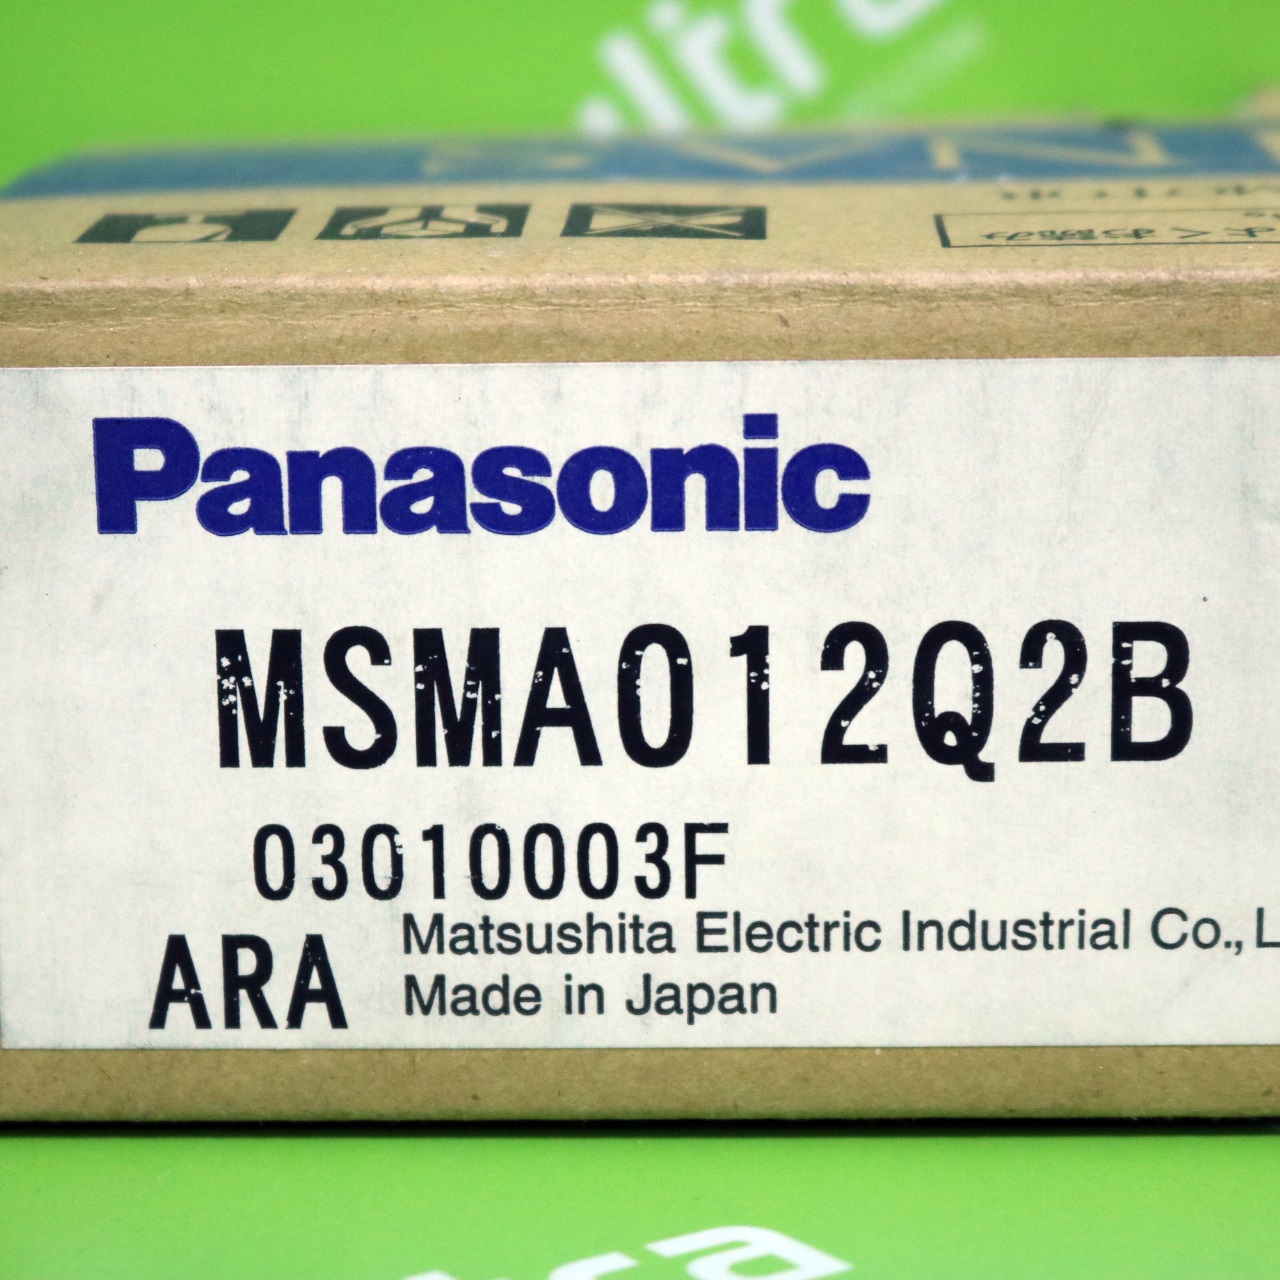 Panasonic
MSMA012Q2B
03010003F
ARA
Matsushita Electric Industrial Co.,
Made in Japan